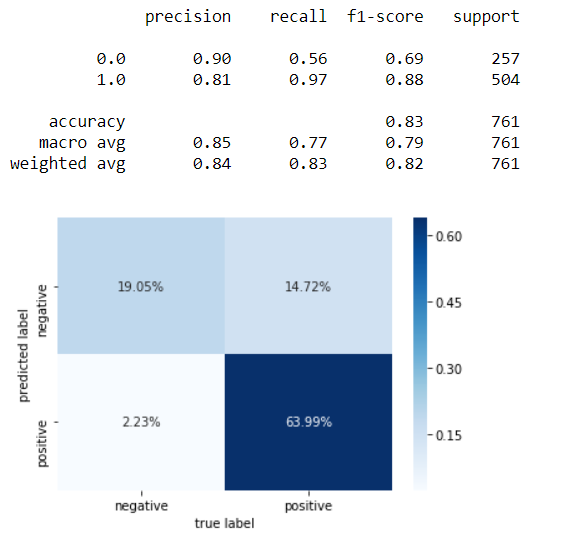 precision recall f1-score support
0.0 0.90 0.56 0.69 257
1.0 0.81 0.97 0.88 504
accuracy 0.83 761
macro avg 0.85 0.77 0.79 761
weighted avg 0.84 0.83 0.82 761
predicted label
negative
positive
19.05% 14.72%
2.23% 63.99%
negative positive
true label
0.60
0.45
0.30
0.15